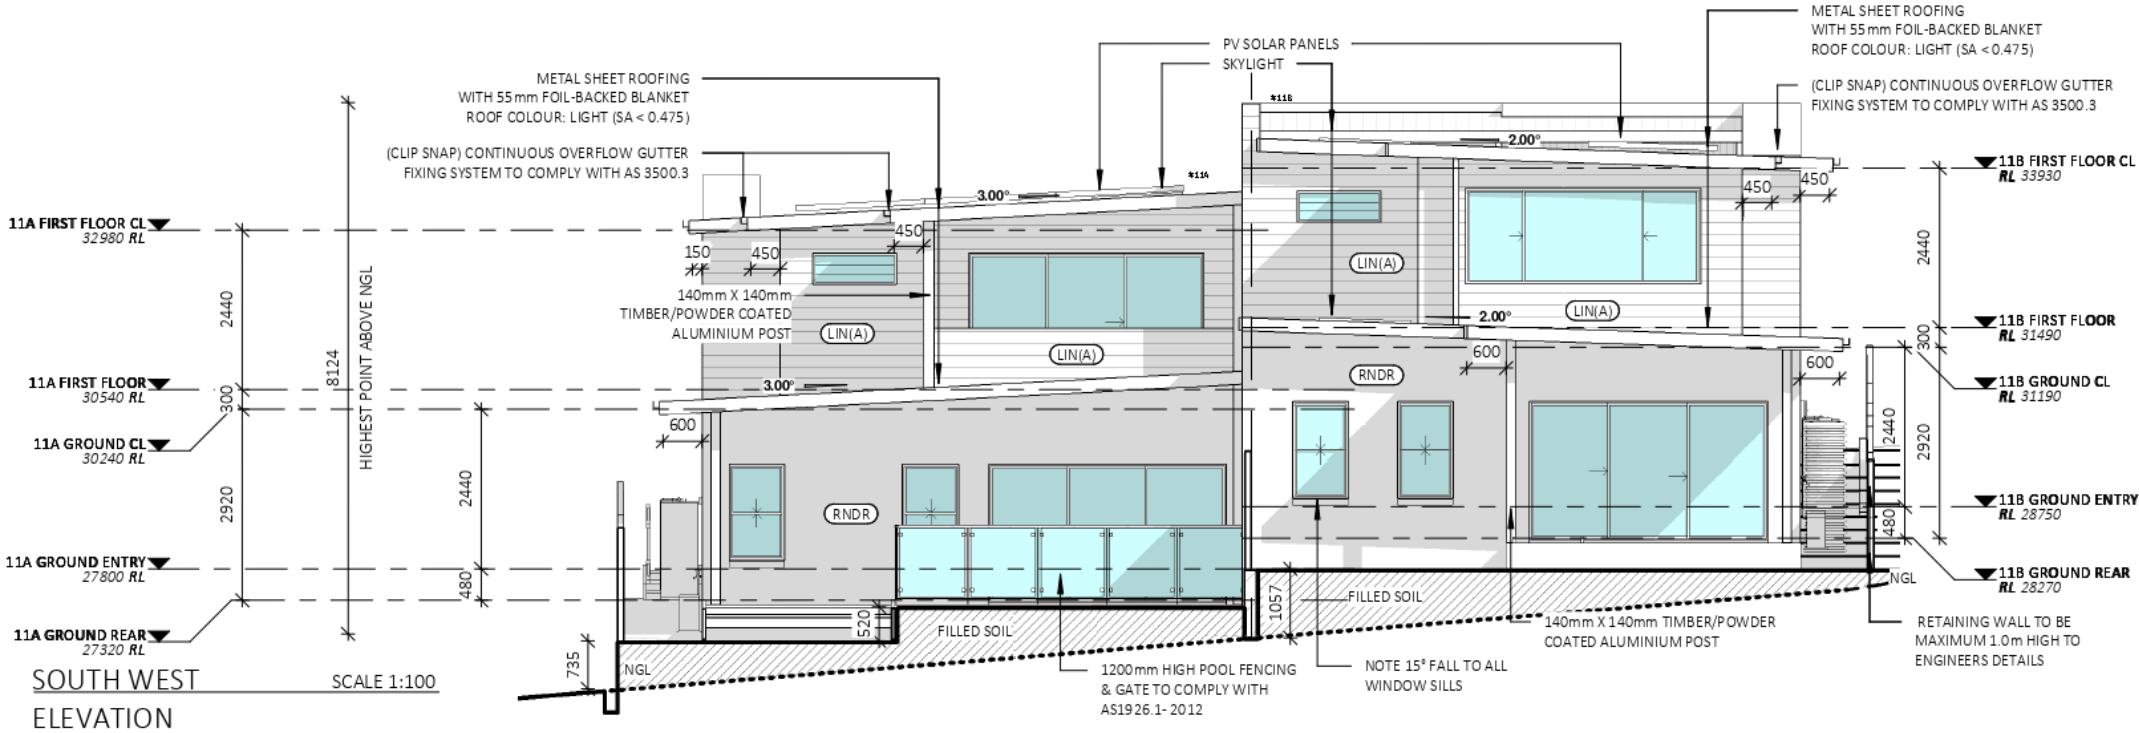 METAL SHEET ROOFING
WITH 55mm FOIL-BACKED BLANKET
ROOF COLOUR: LIGHT (SA < 0.475)
(CLIP SNAP) CONTINUOUS OVERFLOW GUTTER
FIXING SYSTEM TO COMPLY WITH AS 3500.3
PV SOLAR PANELS
SKYLIGHT
METAL SHEET ROOFING
WITH 55mm FOIL-BACKED BLANKET
ROOF COLOUR: LIGHT (SA < 0.475)
(CLIP SNAP) CONTINUOUS OVERFLOW GUTTER
FIXING SYSTEM TO COMPLY WITH AS 3500.3
11A FIRST FLOOR CL
32980 RL
11A FIRST FLOOR
30540 RL
11A GROUND CL
30240 RL
11A GROUND ENTRY
27800 RL
11A GROUND REAR
27320 RL
2440
300
2920
8124
HIGHEST POINT ABOVE NGL
2440
480
*11A
*11B
3.00°
2.00°
150
450
450
140mm X 140mm
TIMBER/POWDER COATED
ALUMINIUM POST
LIN(A)
LIN(A)
3.00°
600
RNDR
LIN(A)
LIN(A)
450
450
2.00°
600
600
RNDR
520
735
1057
NGL
FILLED SOIL
FILLED SOIL
NGL
1200mm HIGH POOL FENCING
& GATE TO COMPLY WITH
AS1926.1- 2012
NOTE 15° FALL TO ALL
WINDOW SILLS
140mm X 140mm TIMBER/POWDER
COATED ALUMINIUM POST
RETAINING WALL TO BE
MAXIMUM 1.0m HIGH TO
ENGINEERS DETAILS
2440
480
2440
300
2920
11B FIRST FLOOR CL
RL 33930
11B FIRST FLOOR
RL 31490
11B GROUND CL
RL 31190
11B GROUND ENTRY
RL 28750
11B GROUND REAR
RL 28270
SOUTH WEST
ELEVATION
SCALE 1:100